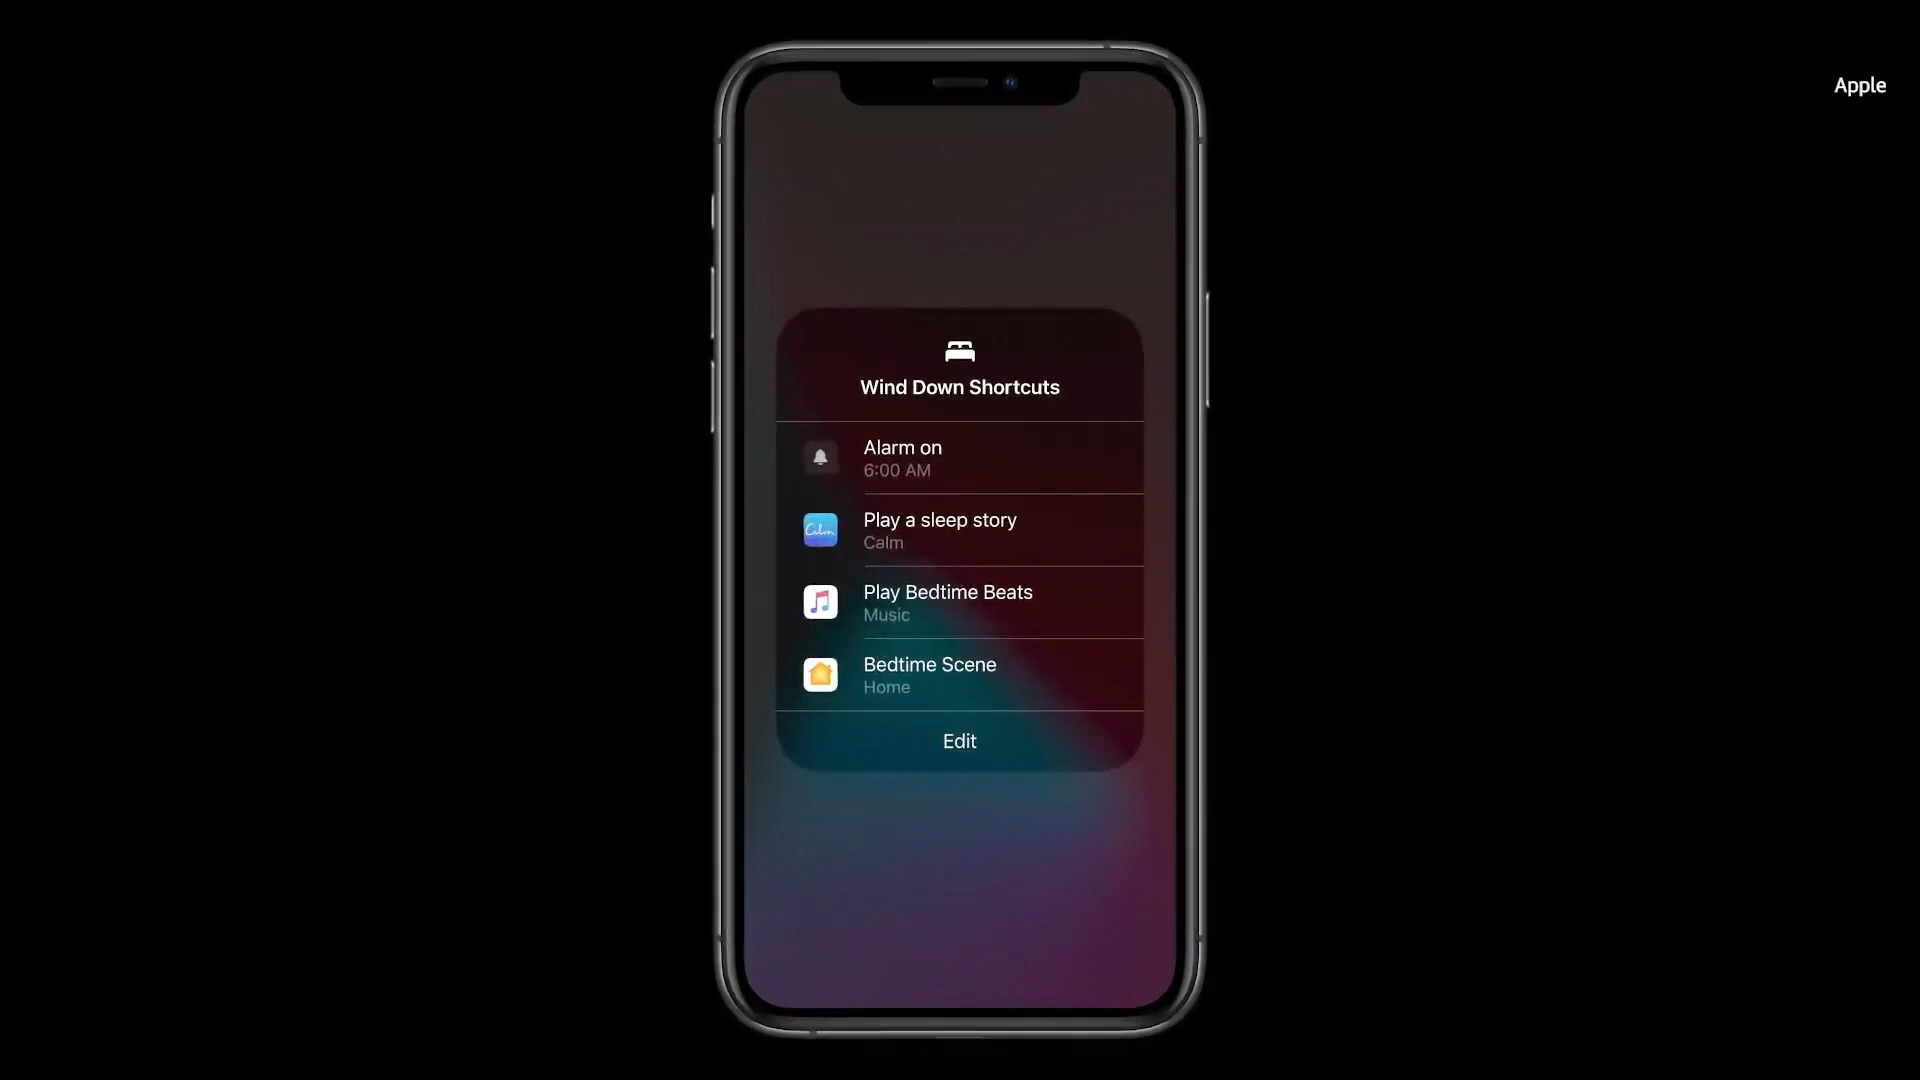 Apple
Wind Down Shortcuts
Alarm on
6:00 AM
Calm
Play a sleep story
Calm
Play Bedtime Beats
Music
Bedtime Scene
Home
Edit